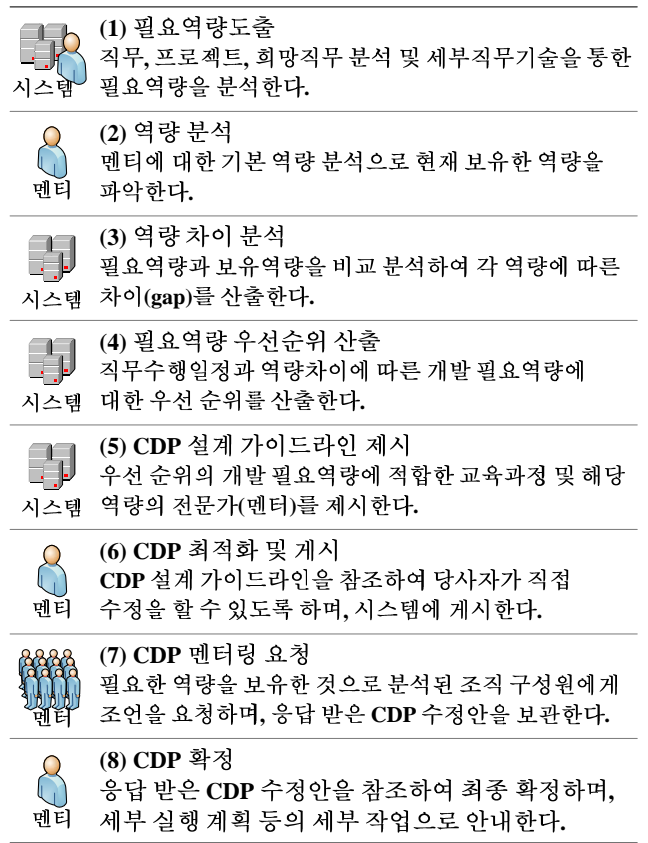 (1) 필요역량도출
직무, 프로젝트, 희망직무 분석 및 세부직무기술을 통한
필요역량을 분석한다.
시스템
(2) 역량 분석
멘티에 대한 기본 역량 분석으로 현재 보유한 역량을
파악한다.
멘티
(3) 역량 차이 분석
필요역량과 보유역량을 비교 분석하여 각 역량에 따른
차이(gap)를 산출한다.
시스템
(4) 필요역량 우선순위 산출
직무수행일정과 역량차이에 따른 개발 필요역량에
대한 우선 순위를 산출한다.
시스템
(5) CDP 설계 가이드라인 제시
우선 순위의 개발 필요역량에 적합한 교육과정 및 해당
역량의 전문가(멘터)를 제시한다.
시스템
(6) CDP 최적화 및 게시
CDP 설계 가이드라인을 참조하여 당사자가 직접
수정을 할 수 있도록 하며, 시스템에 게시한다.
멘티
(7) CDP 멘터링 요청
필요한 역량을 보유한 것으로 분석된 조직 구성원에게
조언을 요청하며, 응답 받은 CDP 수정안을 보관한다.
멘터
(8) CDP 확정
응답 받은 CDP 수정안을 참조하여 최종 확정하며,
세부 실행 계획 등의 세부 작업으로 안내한다.
멘티